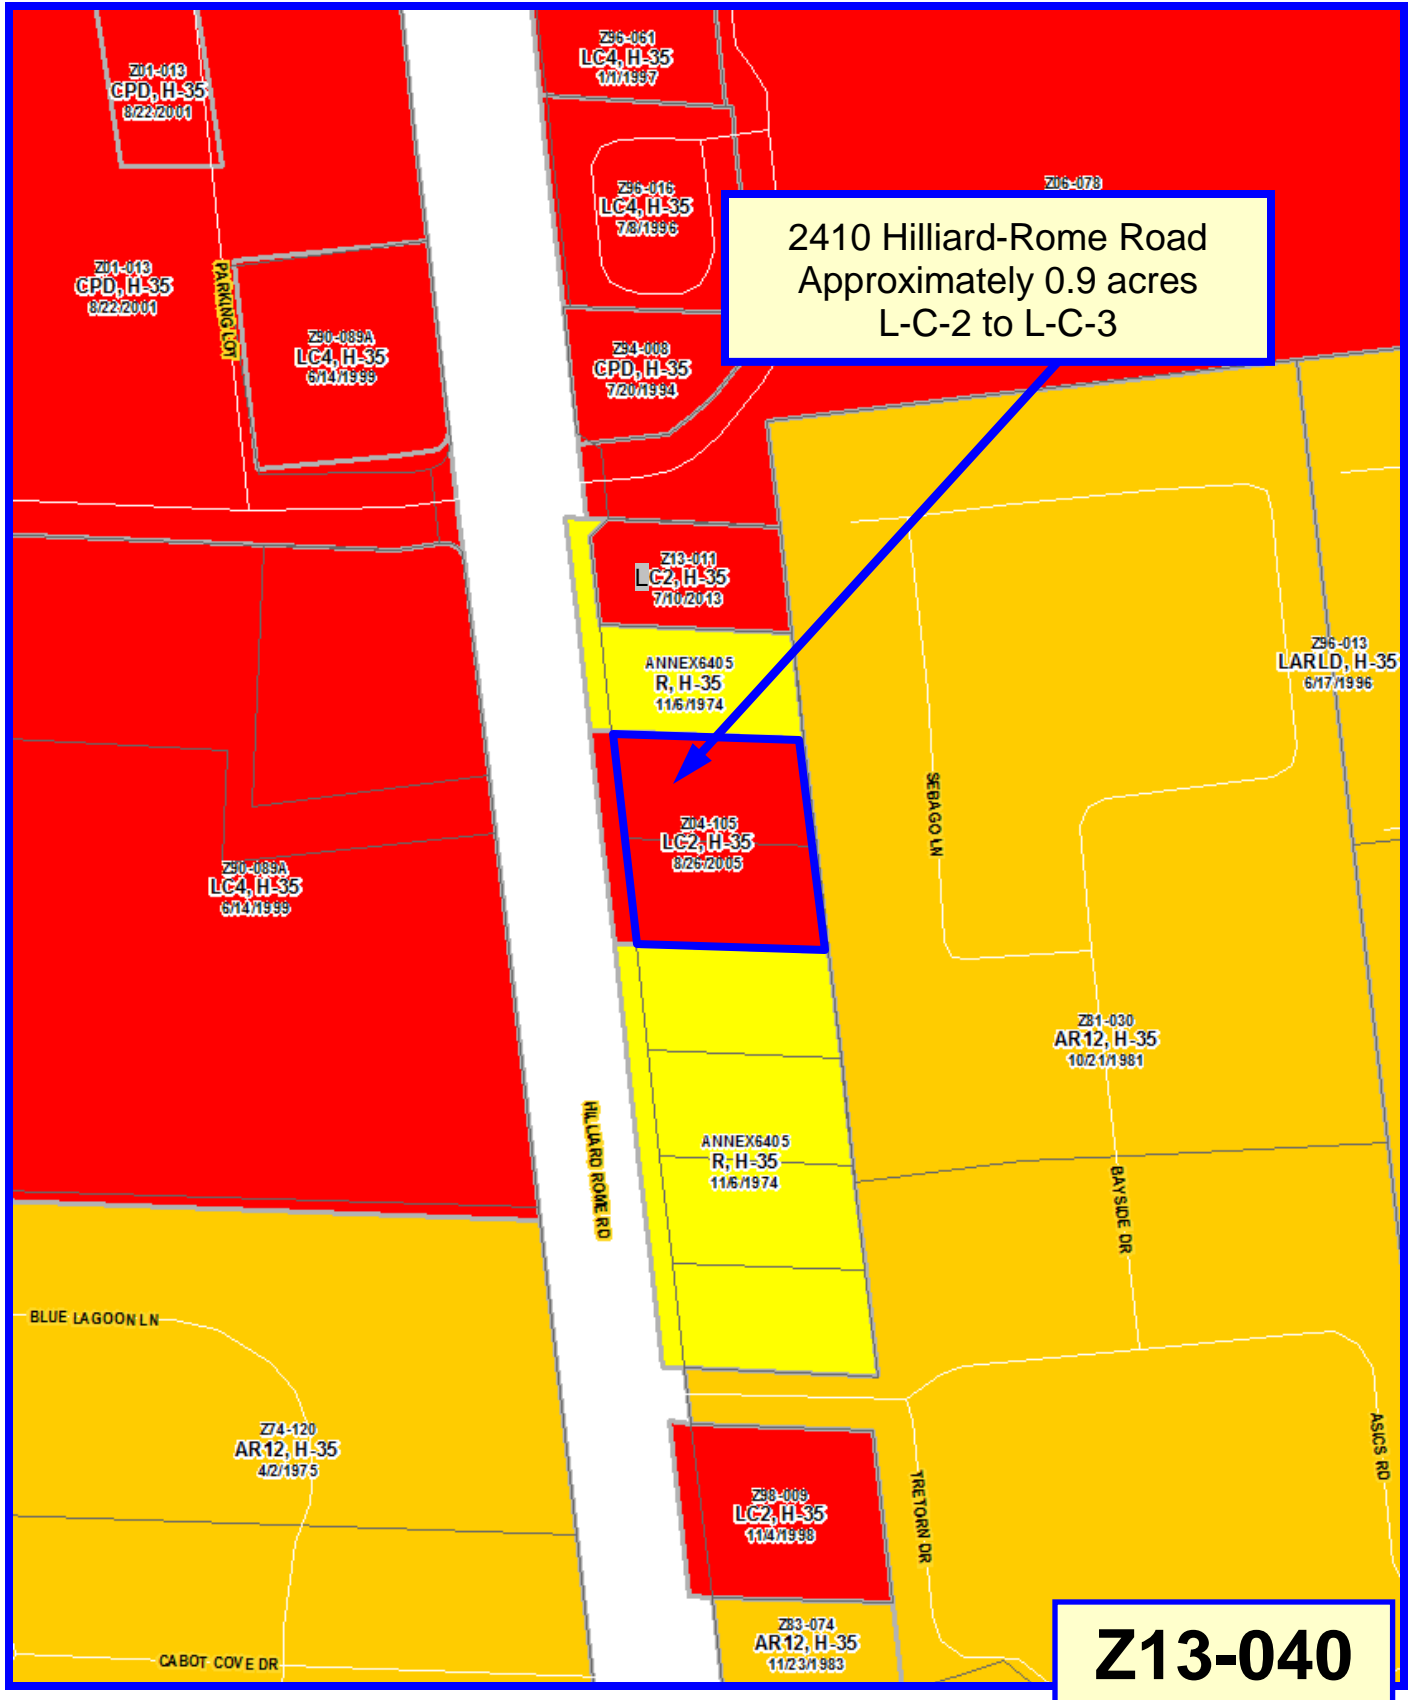 Z96-061
LC4, H-35
1/1/1997
Z01-013
CPD, H-35
8/22/2001
Z96-016
LC4, H-35
7/8/1996
Z06-078
2410 Hilliard-Rome Road
Approximately 0.9 acres
L-C-2 to L-C-3
Z01-013
CPD, H-35
8/22/2001
PARKING LOT
Z90-089A
LC4, H-35
6/14/1999
Z94-008
CPD, H-35
7/20/1994
Z13-011
LC2, H-35
7/10/2013
ANNEX6405
R, H-35
11/6/1974
Z96-013
LARLD, H-35
6/17/1996
Z04-105
LC2, H-35
8/26/2005
SEBAGO LN
Z90-089A
LC4, H-35
6/14/1999
Z81-030
AR12, H-35
10/21/1981
HILLIARD ROME RD
ANNEX6405
R, H-35
11/6/1974
BAYSIDE DR
BLUE LAGOON LN
Z74-120
AR12, H-35
4/2/1975
ASICS RD
Z98-009
LC2, H-35
11/4/1998
TRETORN DR
Z83-074
AR12, H-35
11/23/1983
CABOT COVE DR
Z13-040